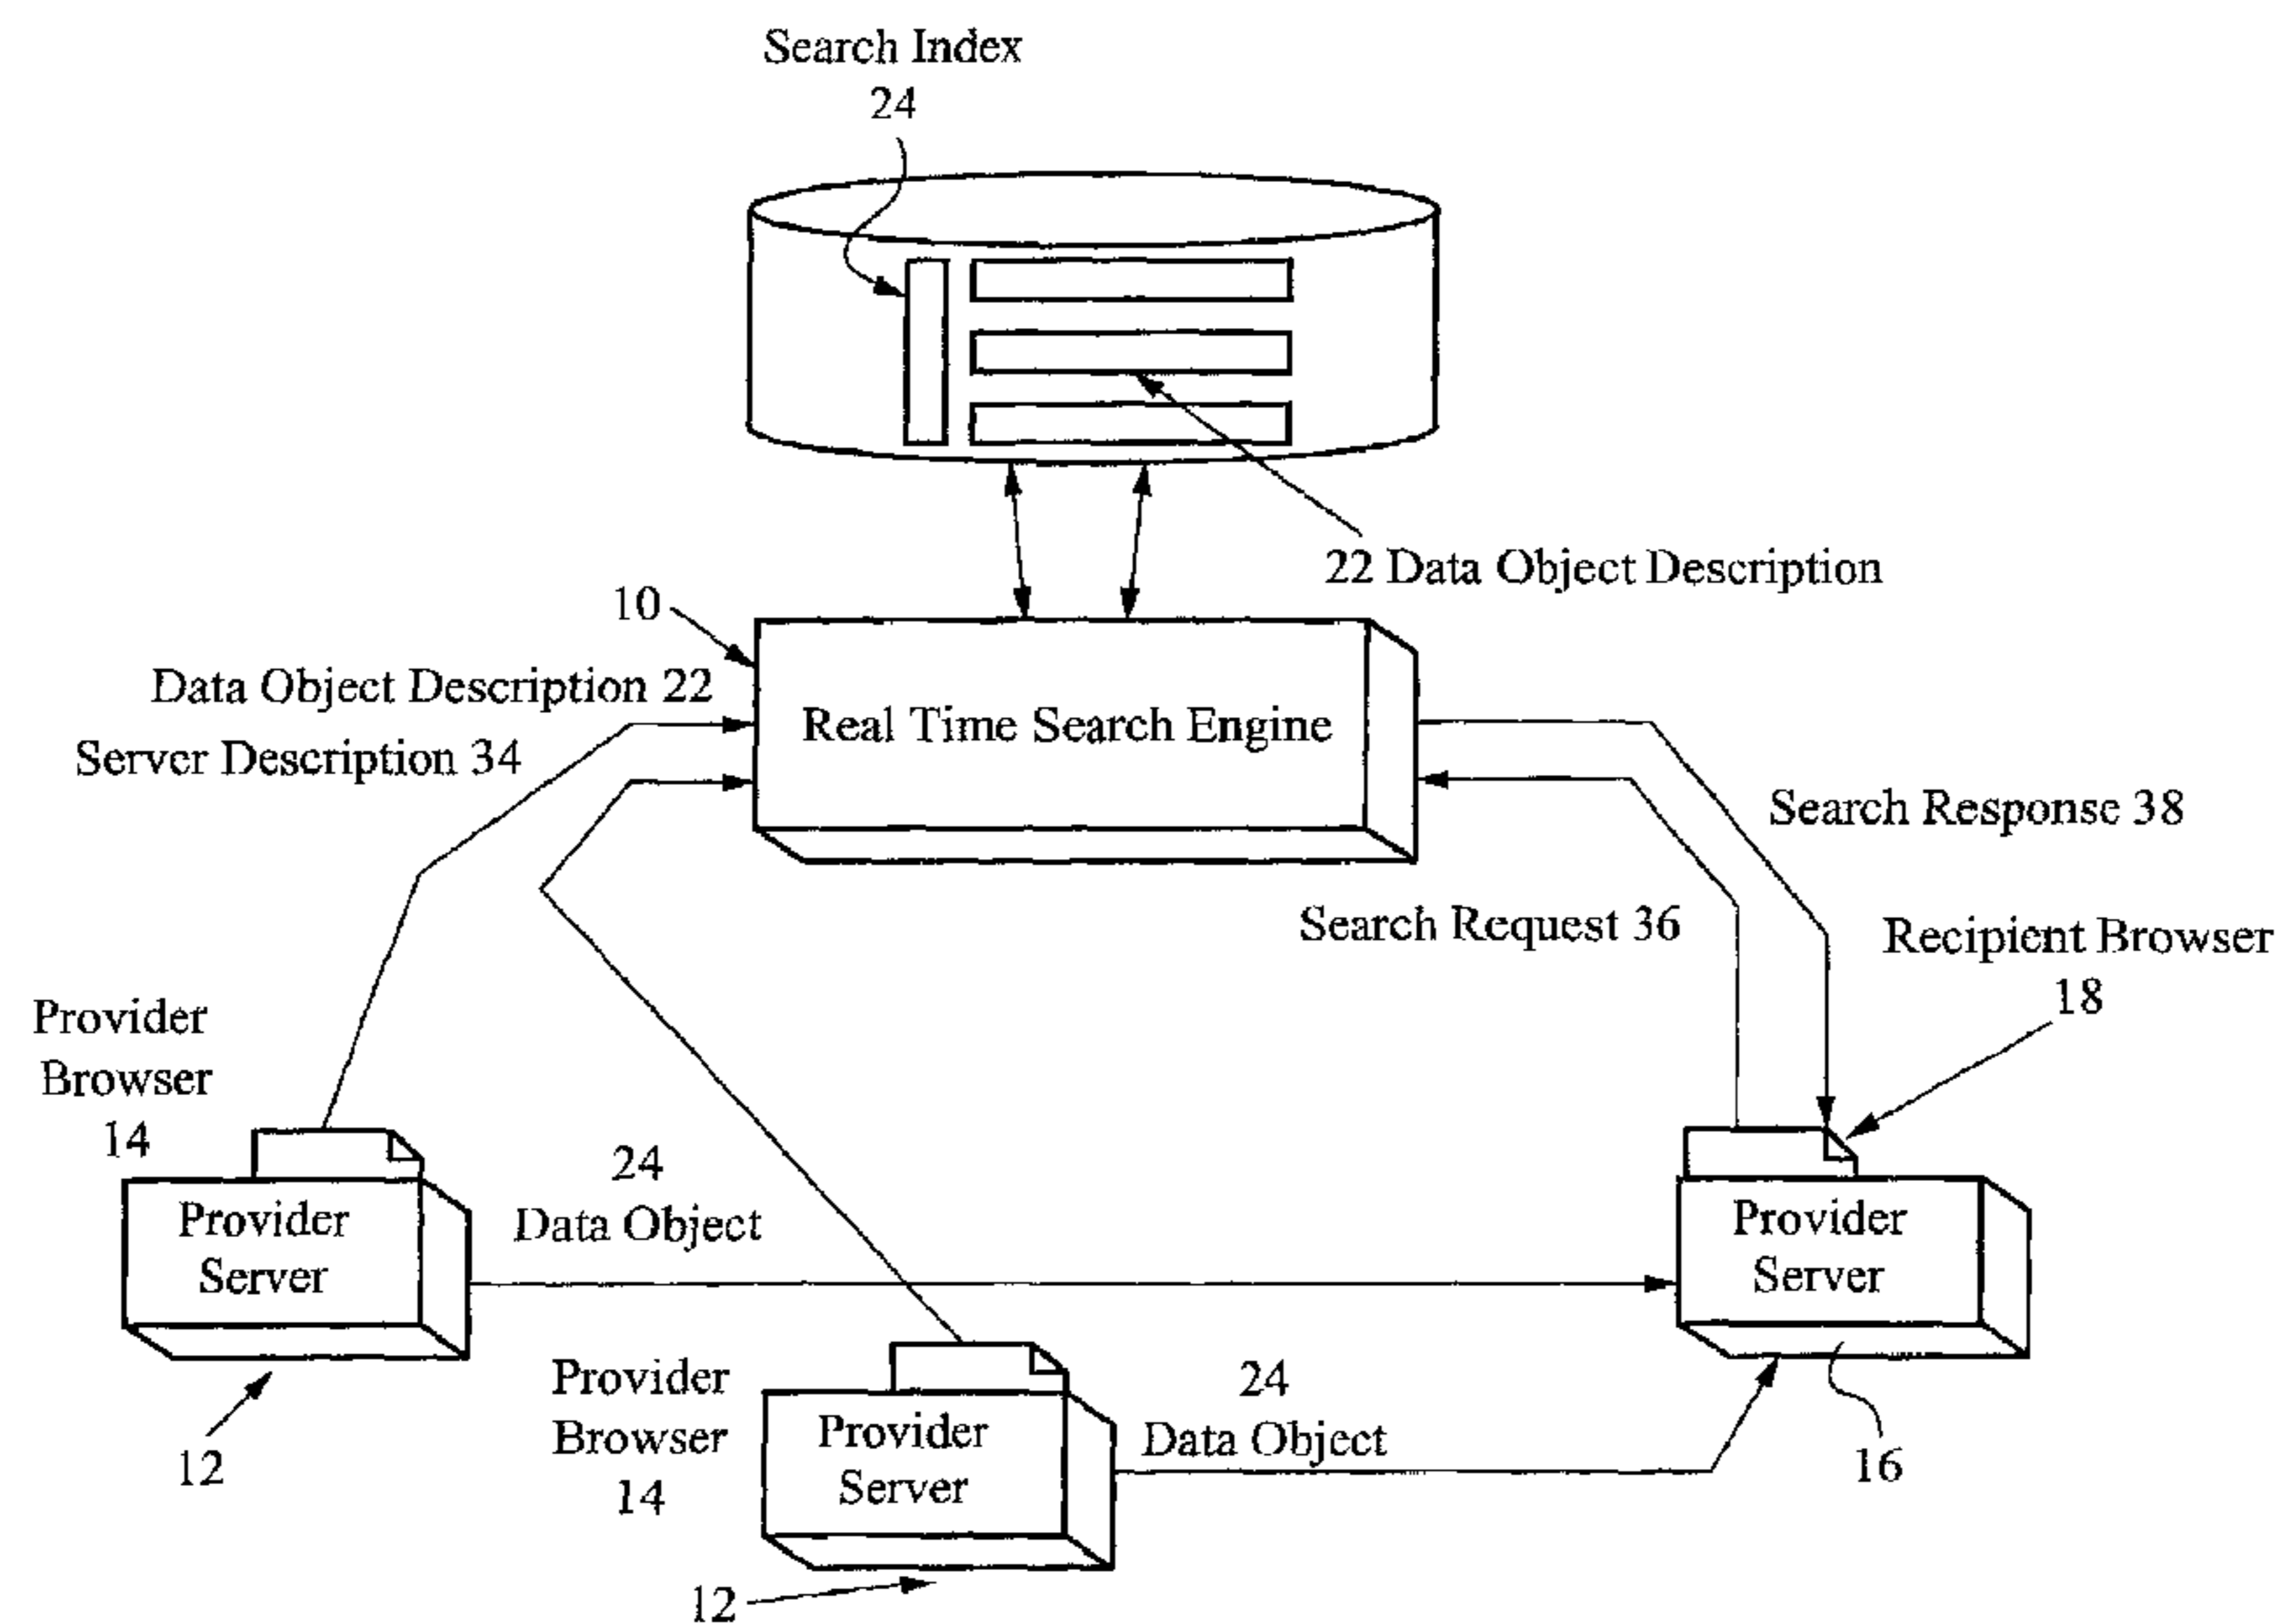 Search Index
24
22 Data Object Description
10
Data Object Description 22
Server Description 34
Real Time Search Engine
Search Response 38
Search Request 36
Recipient Browser
18
Provider
Browser
14
Provider
Server
24
Data Object
12
Provider
Browser
14
Provider
Server
24
Data Object
12
Provider
Server
16